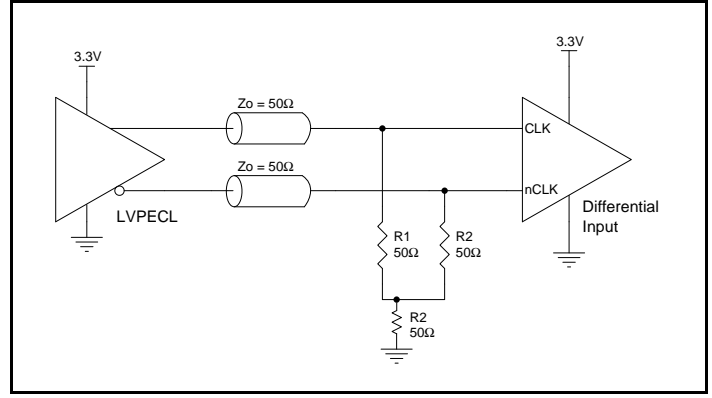 3.3V
3.3V
Zo = 50Ω
CLK
Zo = 50Ω
nCLK
LVPECL
Differential
Input
R1
50Ω
R2
50Ω
R2
50Ω